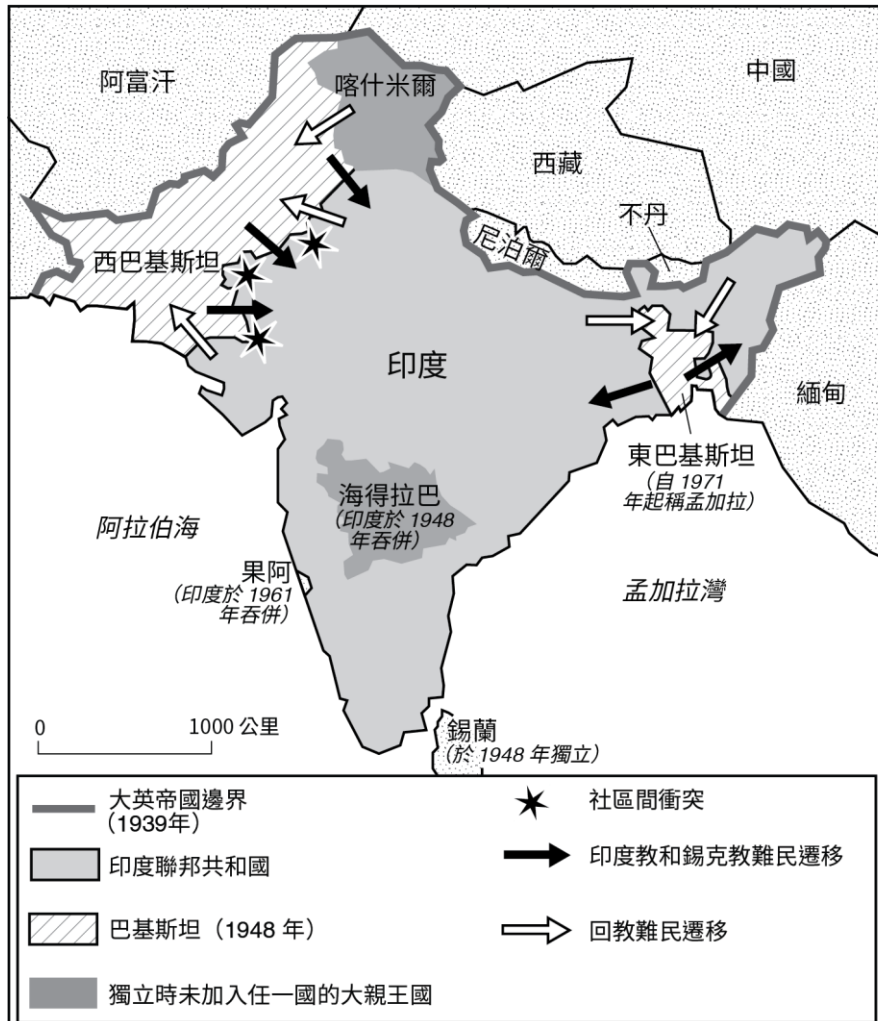 阿富汗
中國
喀什米爾
西藏
不丹
尼泊爾
西巴基斯坦
印度
緬甸
東巴基斯坦
(自 1971
年起稱孟加拉)
海得拉巴
(印度於 1948
年吞併)
阿拉伯海
果阿
(印度於 1961
年吞併)
孟加拉灣
0 1000 公里
錫蘭
(於 1948 年獨立)
大英帝國邊界
(1939年)
印度聯邦共和國
巴基斯坦(1948 年)
獨立時未加入任一國的大親王國
社區間衝突
印度教和錫克教難民遷移
回教難民遷移